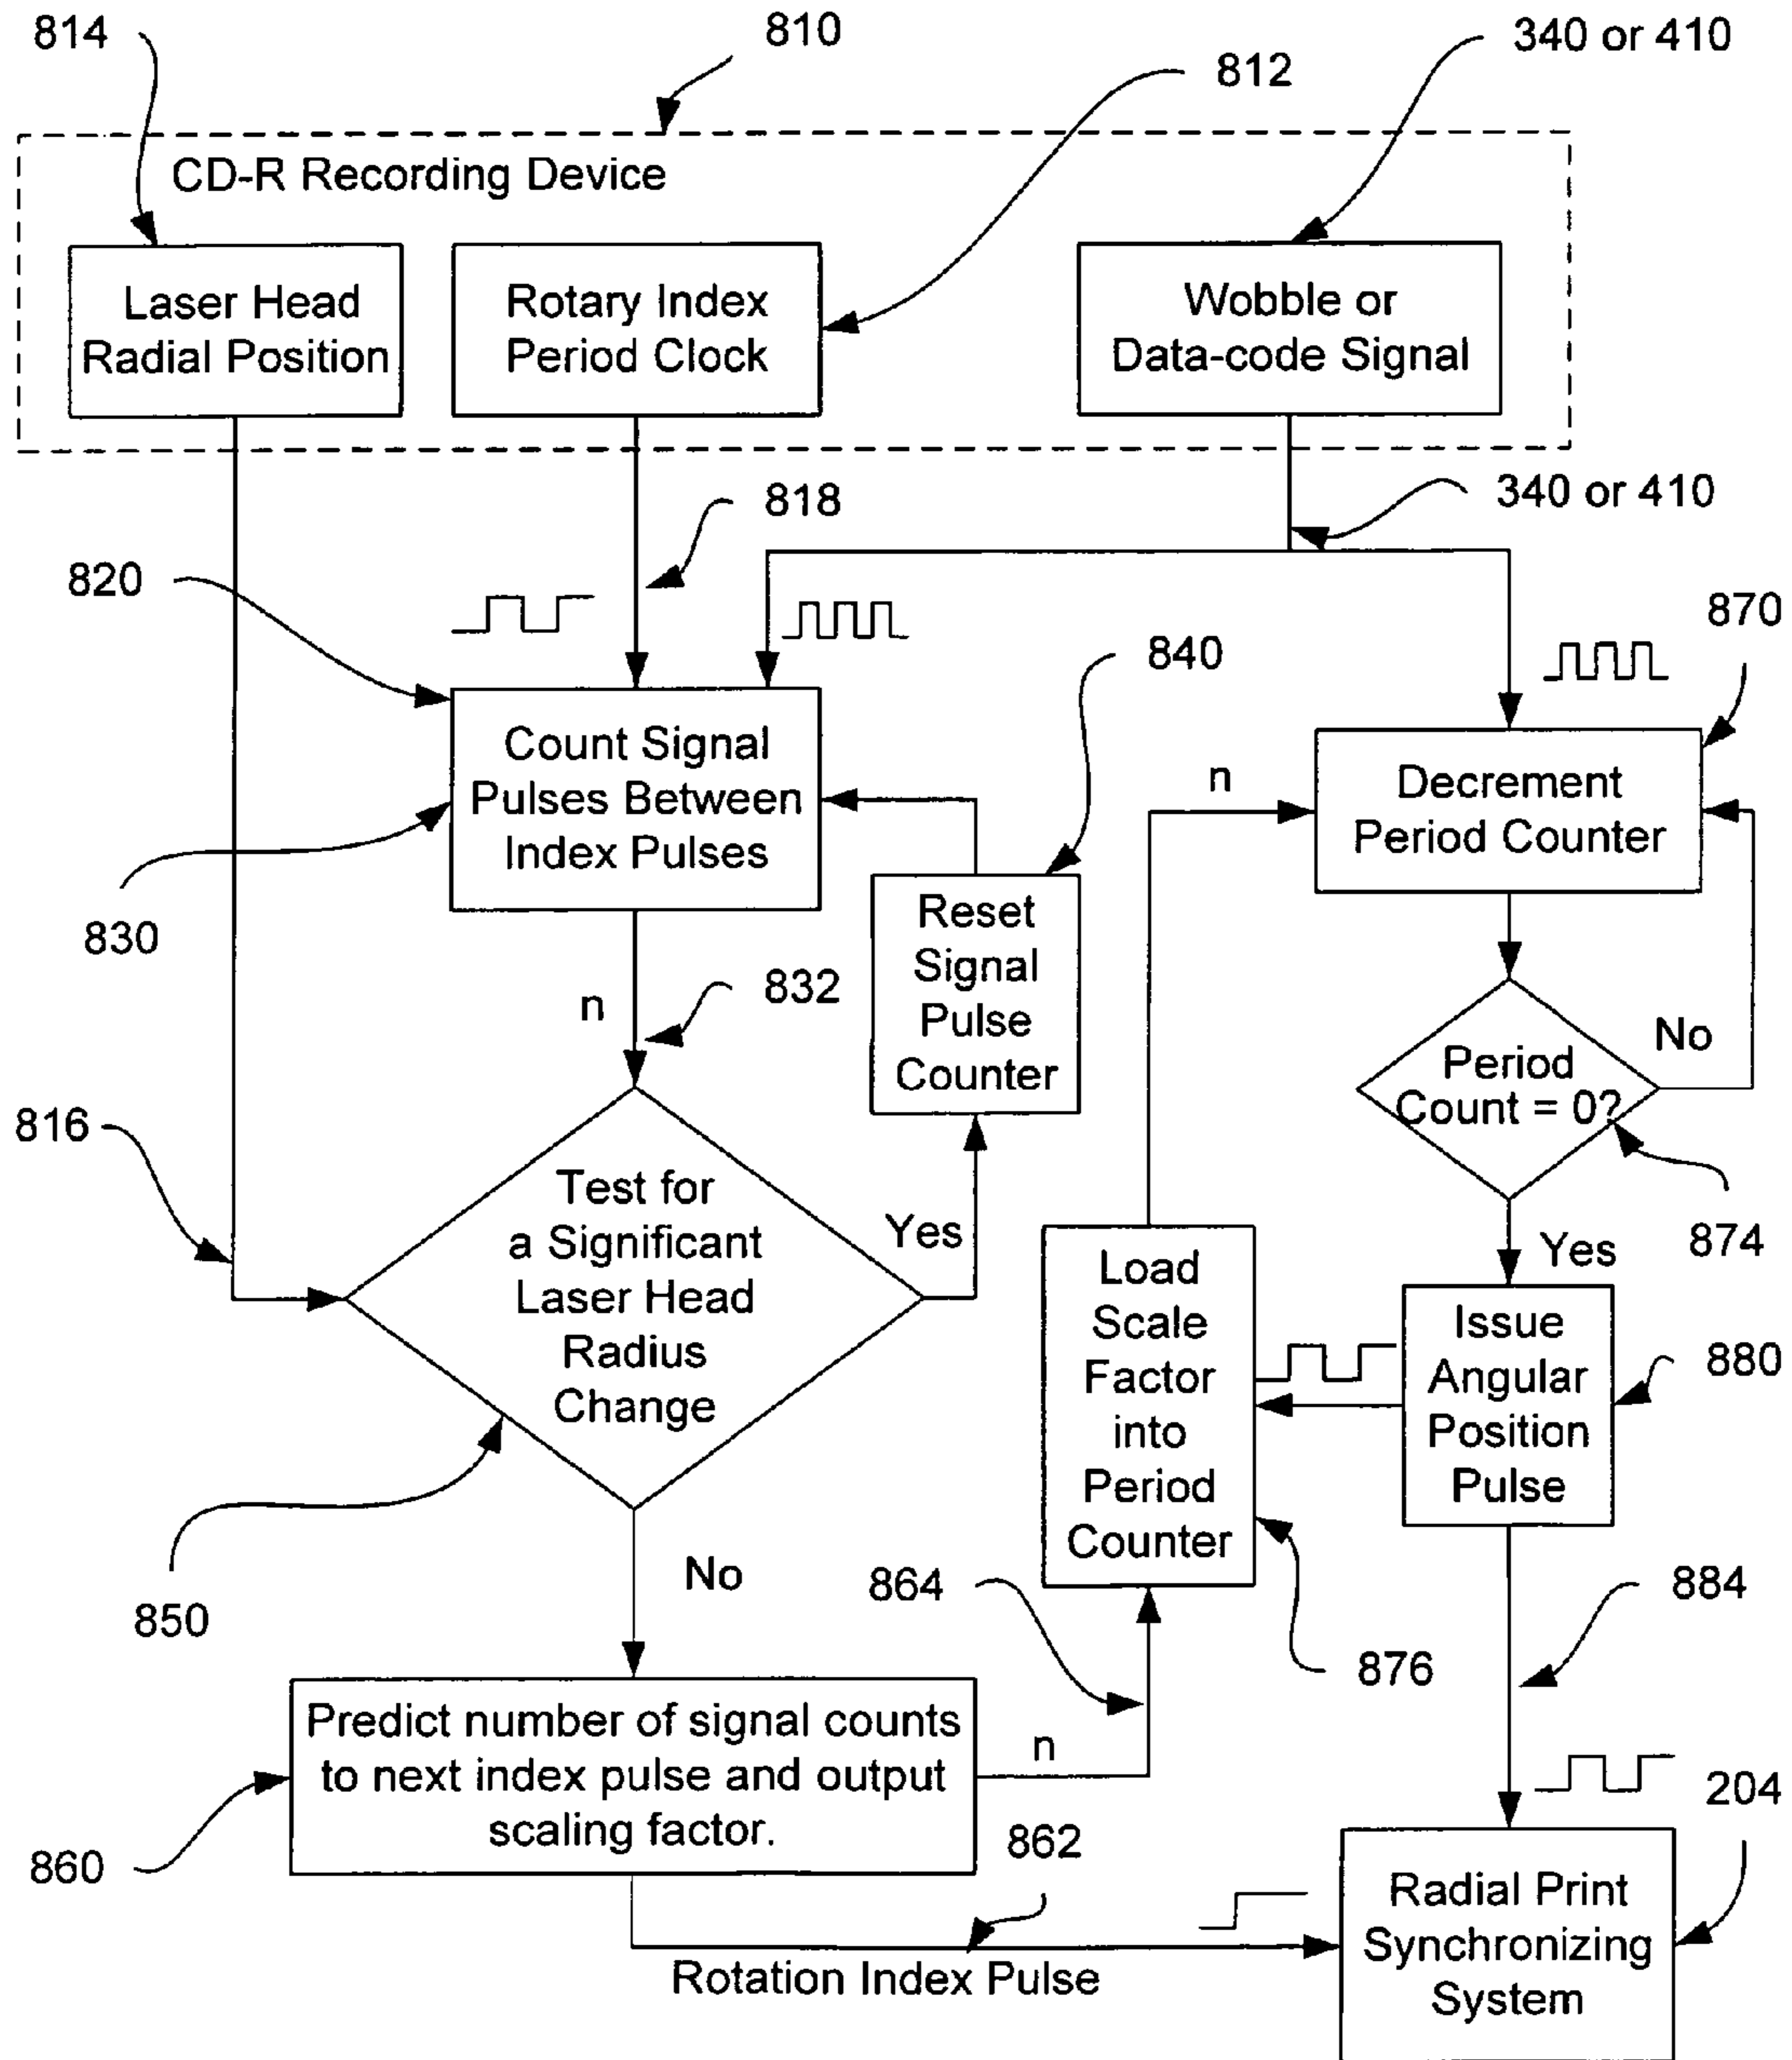 814
810
340 or 410
812
CD-R Recording Device
Laser Head
Radial Position
Rotary Index
Period Clock
Wobble or
Data-code Signal
818
340 or 410
820
870
840
Count Signal
Pulses Between
Index Pulses
n
Decrement
Period Counter
830
Reset
Signal
Pulse
Counter
n
832
No
Period
Count = 0?
816
Test for
a Significant
Laser Head
Radius
Change
Yes
874
Yes
Load
Scale
Factor
into
Period
Counter
Issue
Angular
Position
Pulse
880
No
850
864
884
876
Predict number of signal counts
to next index pulse and output
scaling factor.
n
860
862
204
Radial Print
Synchronizing
System
Rotation Index Pulse